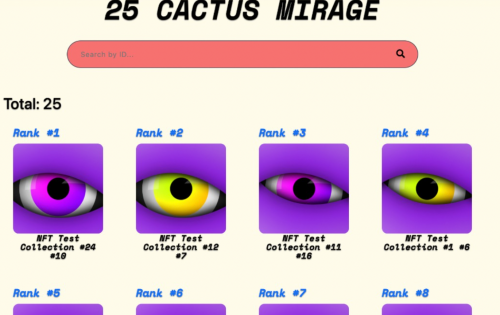 25 CACTUS MIRAGE
Search by ID...
Total: 25
Rank #1
Rank #2
Rank #3
Rank #4
NFT Test
Collection #24
#10
NFT Test
Collection #12
#7
NFT Test
Collection #11
#16
NFT Test
Collection #1 #6
Rank #5
Rank #6
Rank #7
Rank #8